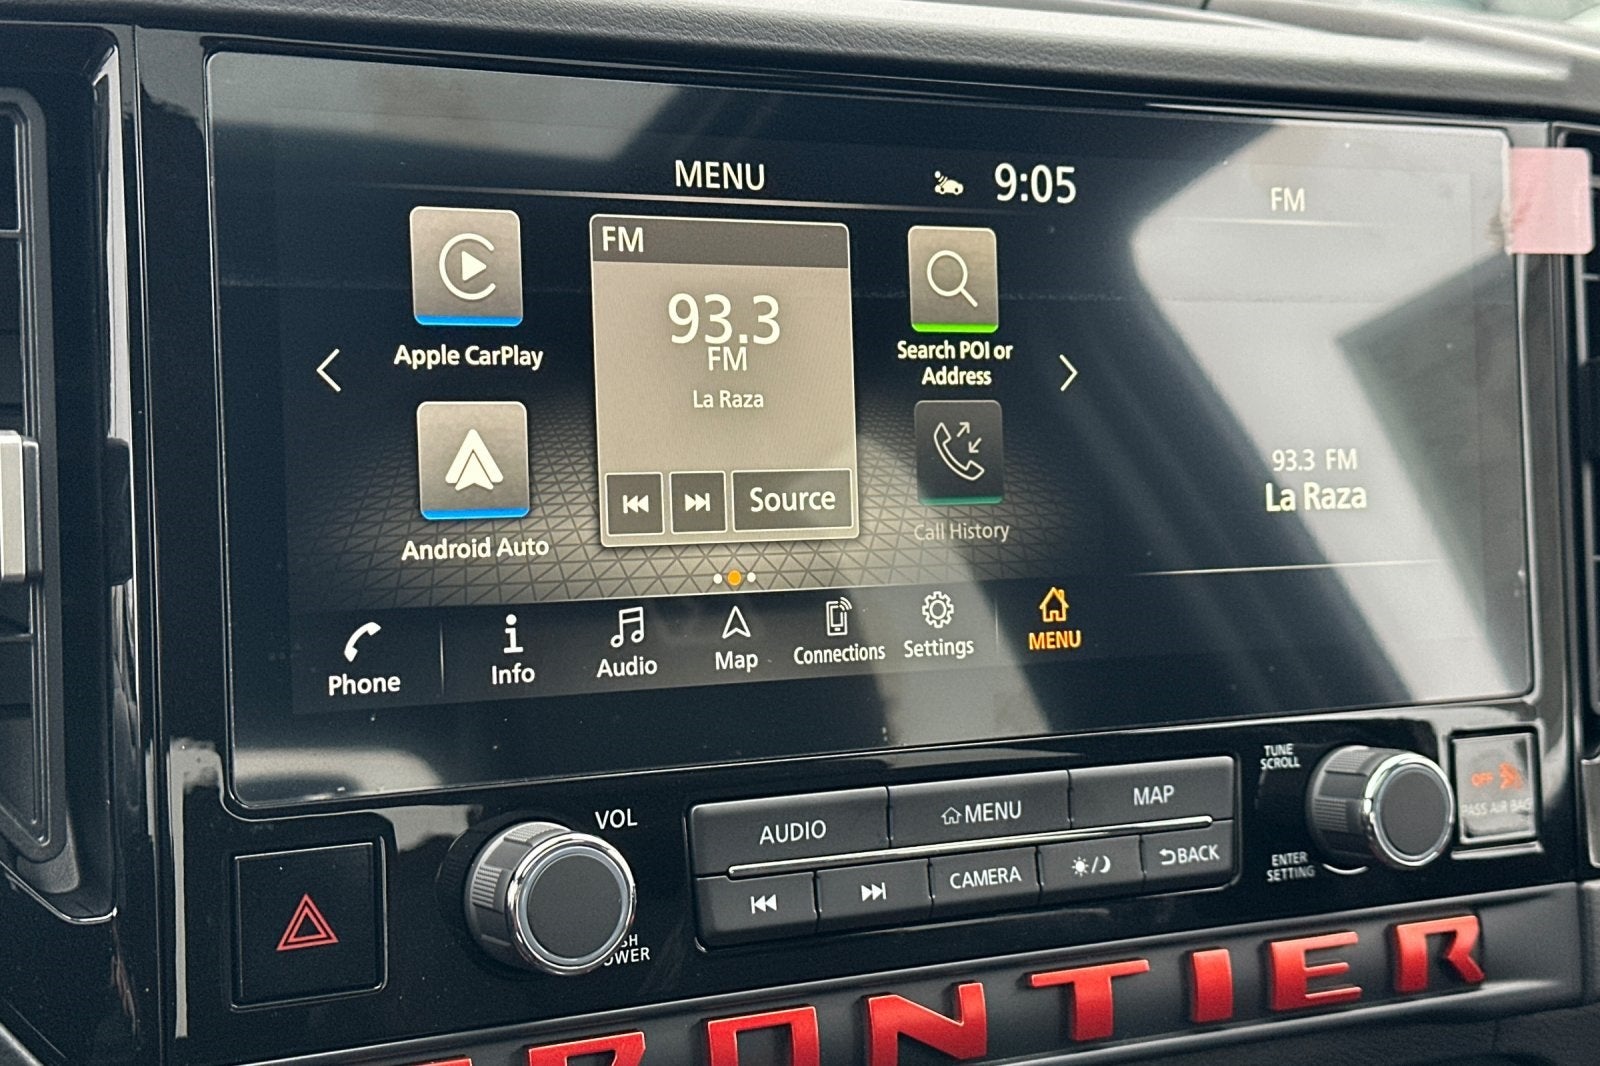 MENU
9:05
FM
FM
93.3
FM
La Raza
Source
Apple CarPlay
Android Auto
Search POI or
Address
Call History
93.3 FM
La Raza
Phone
Info
Audio
Map
Connections
Settings
MENU
VOL
AUDIO
MENU
MAP
CAMERA
BACK
TUNE
SCROLL
ENTER
SETTING
OFF
PASS AIR BAG
RONTIER